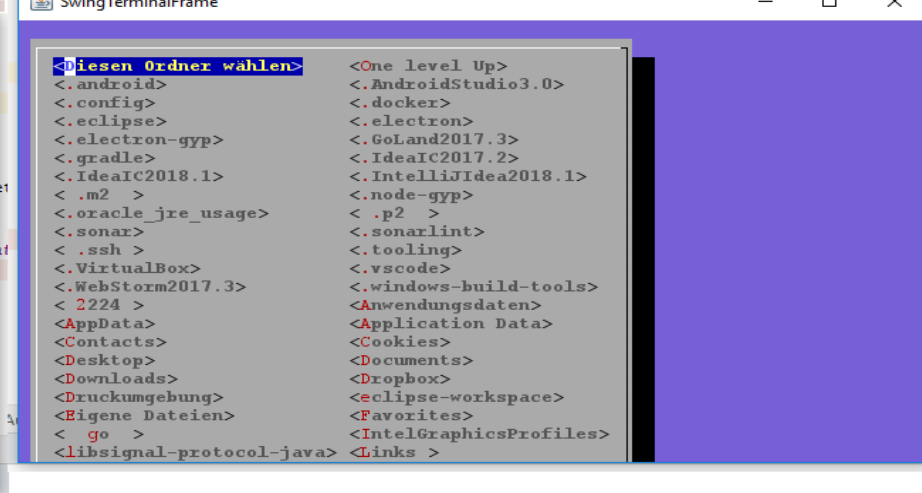 SwingTerminalFrame
<Diesen Ordner wählen> <One level Up>
<.android> <.AndroidStudio3.0>
<.config> <.docker>
<.eclipse> <.electron>
<.electron-gyp> <.GoLand2017.3>
<.gradle> <.IdeaIC2017.2>
<.IdeaIC2018.1> <.IntelliJIdea2018.1>
< .m2  > <.node-gyp>
<.oracle_jre_usage> < .p2  >
<.sonar> <.sonarlint>
< .ssh > <.tooling>
<.VirtualBox> <.vscode>
<.WebStorm2017.3> <.windows-build-tools>
< 2224 > <Anwendungsdaten>
<AppData> <Application Data>
<Contacts> <Cookies>
<Desktop> <Documents>
<Downloads> <Dropbox>
<Druckumgebung> <eclipse-workspace>
<Eigene Dateien> <Favorites>
<  go  > <IntelGraphicsProfiles>
<libsignal-protocol-java> <Links >